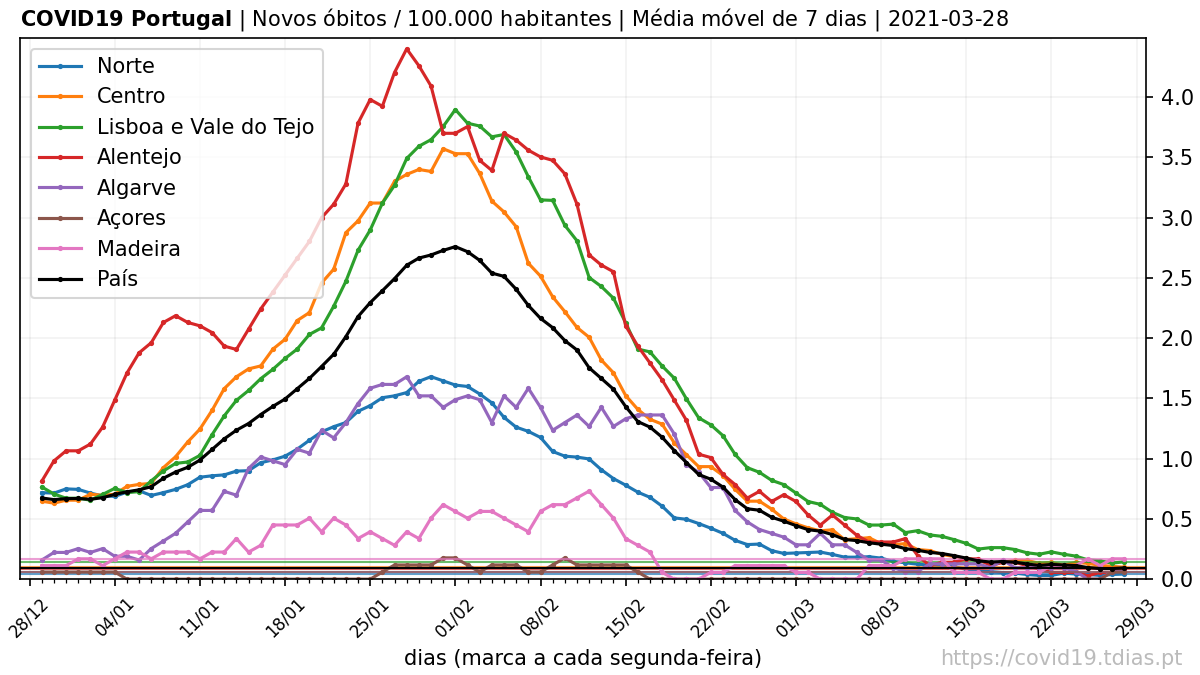 COVID19 Portugal | Novos óbitos / 100.000 habitantes | Média móvel de 7 dias | 2021-03-28
Norte
Centro
Lisboa e Vale do Tejo
Alentejo
Algarve
Açores
Madeira
País
4.0
3.5
3.0
2.5
2.0
1.5
1.0
0.5
0.0
28/12 04/01 11/01 18/01 25/01 01/02 08/02 15/02 22/02 01/03 08/03 15/03 22/03 29/03
dias (marca a cada segunda-feira)
https://covid19.tdias.pt